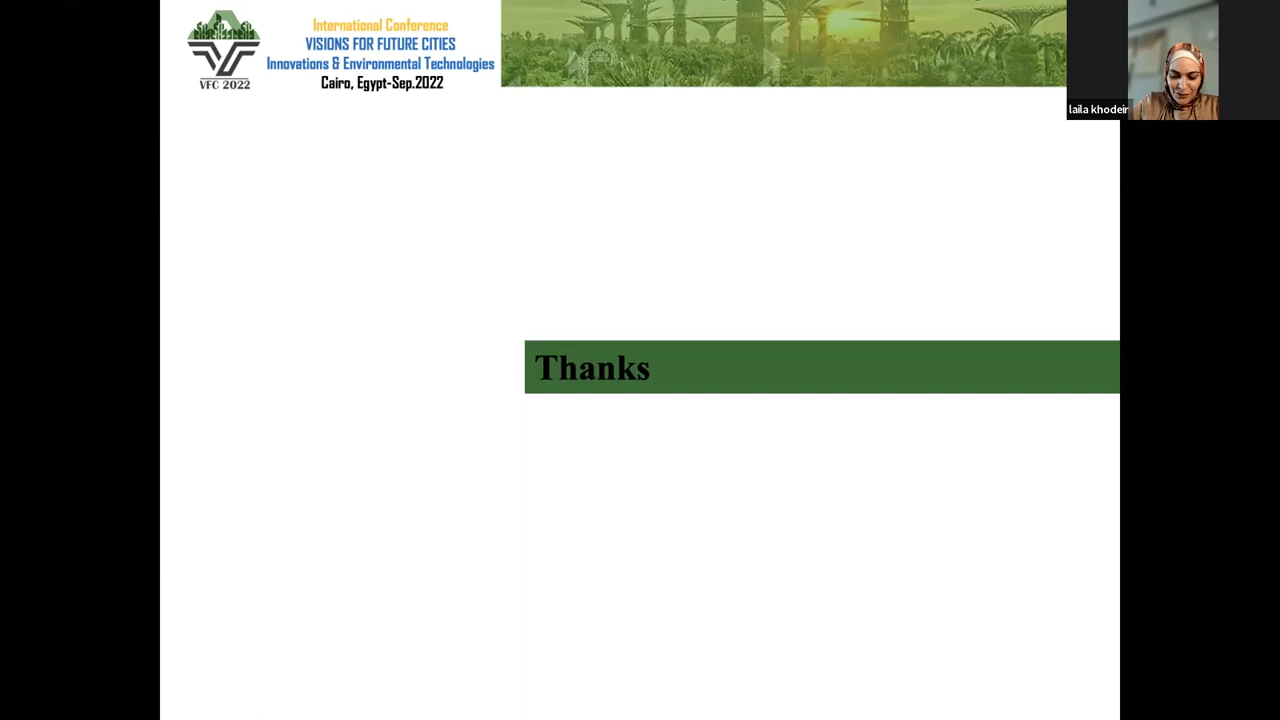 International Conference
VISIONS FOR FUTURE CITIES
Innovations & Environmental Technologies
Cairo, Egypt-Sep.2022
VFC 2022
laila khodeir
Thanks